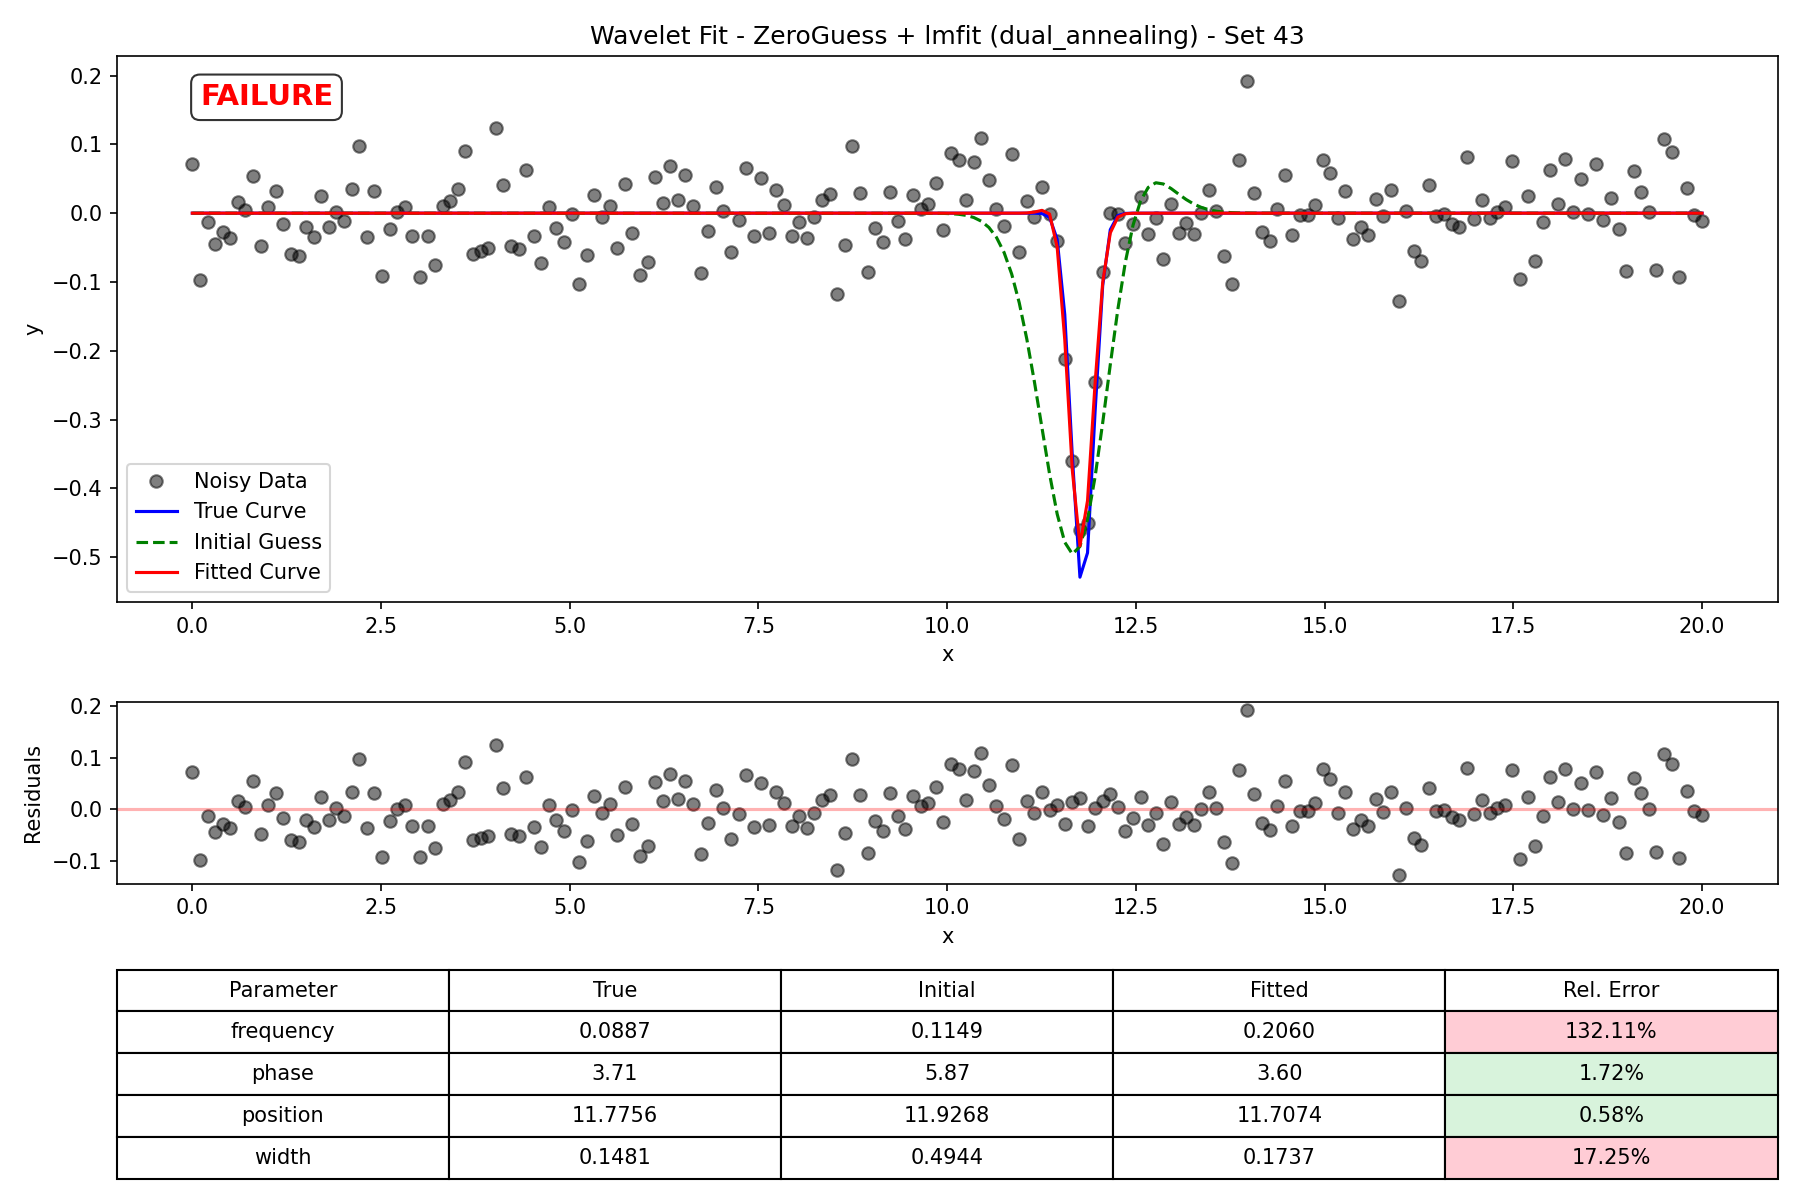 Wavelet Fit - ZeroGuess + lmfit (dual_annealing) - Set 43
FAILURE
0.2
0.1
0.0
−0.1
−0.2
−0.3
−0.4
−0.5
y
Noisy Data
True Curve
Initial Guess
Fitted Curve
0.0 2.5 5.0 7.5 10.0 12.5 15.0 17.5 20.0
x
0.2
0.1
0.0
−0.1
Residuals
0.0 2.5 5.0 7.5 10.0 12.5 15.0 17.5 20.0
x
Parameter True Initial Fitted Rel. Error
frequency 0.0887 0.1149 0.2060 132.11%
phase 3.71 5.87 3.60 1.72%
position 11.7756 11.9268 11.7074 0.58%
width 0.1481 0.4944 0.1737 17.25%